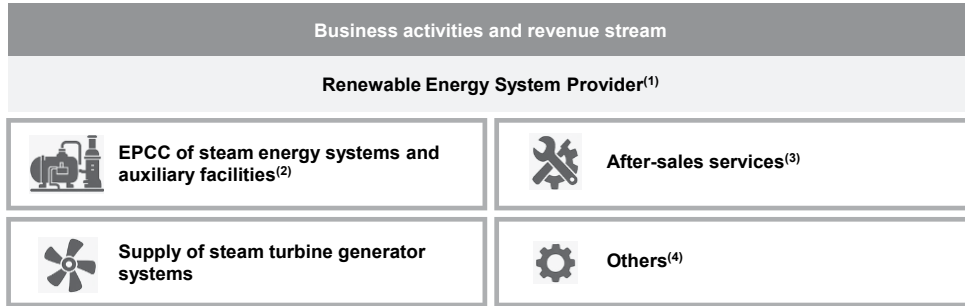 Business activities and revenue stream
Renewable Energy System Provider(1)
EPCC of steam energy systems and
auxiliary facilities(2)
After-sales services(3)
Supply of steam turbine generator
systems
Others(4)